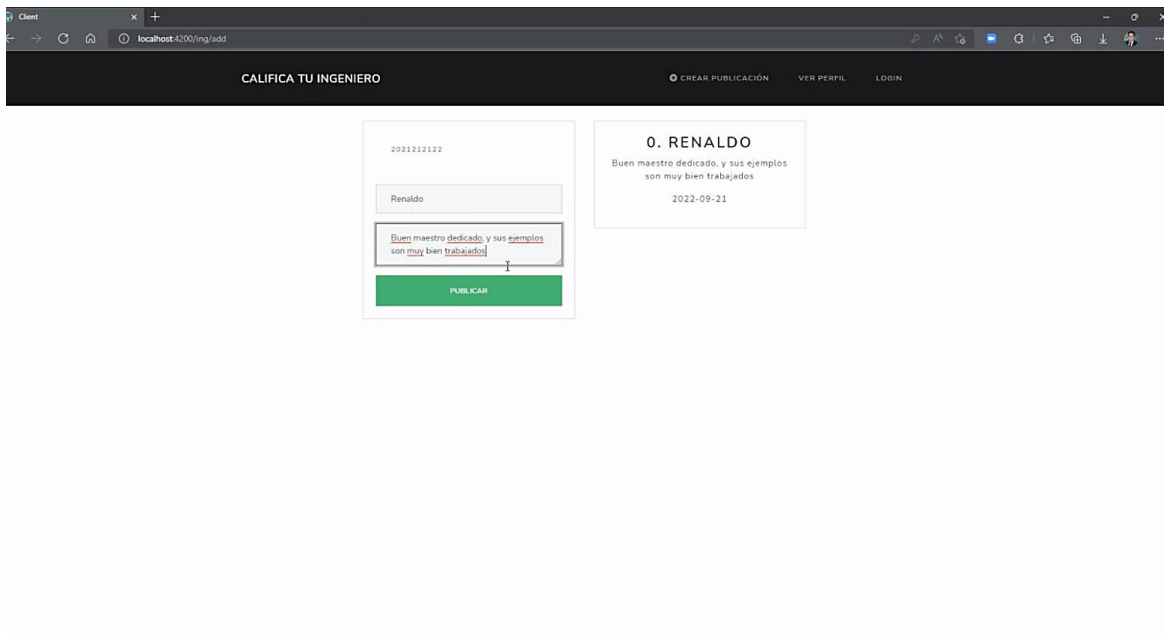 Client
localhost:4200/ing/add
CALIFICA TU INGENIERO
CREAR PUBLICACIÓN
VER PERFIL
LOGIN
2021212122
Renaldo
Buen maestro dedicado, y sus ejemplos
son muy bien trabajados
PUBLICAR
0. RENALDO
Buen maestro dedicado, y sus ejemplos
son muy bien trabajados
2022-09-21